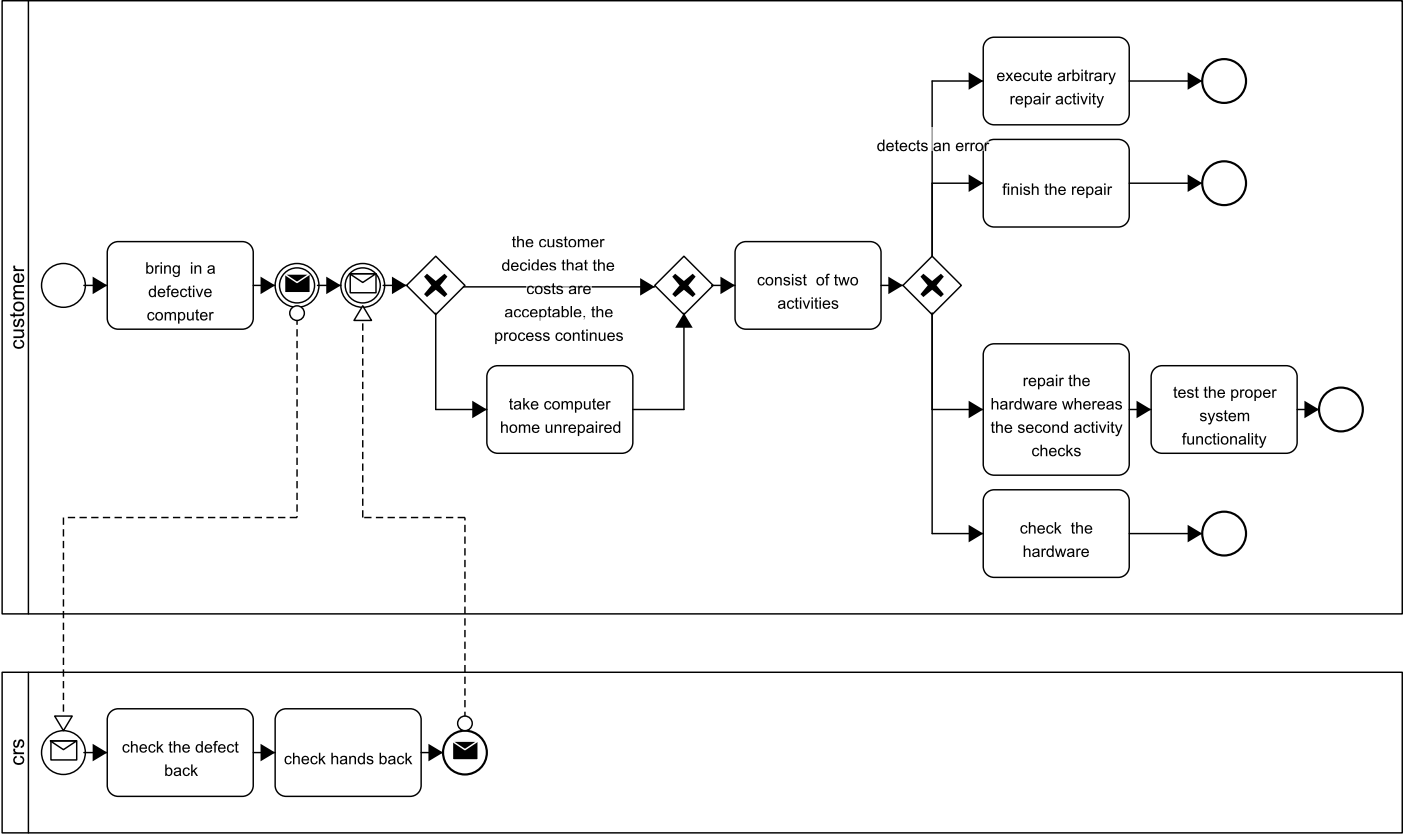 customer
bring in a
defective
computer
the customer
decides that the
costs are
acceptable, the
process continues
take computer
home unrepaired
consist of two
activities
detects an error
execute arbitrary
repair activity
finish the repair
repair the
hardware whereas
the second activity
checks
test the proper
system
functionality
check the
hardware
crs
check the defect
back
check hands back